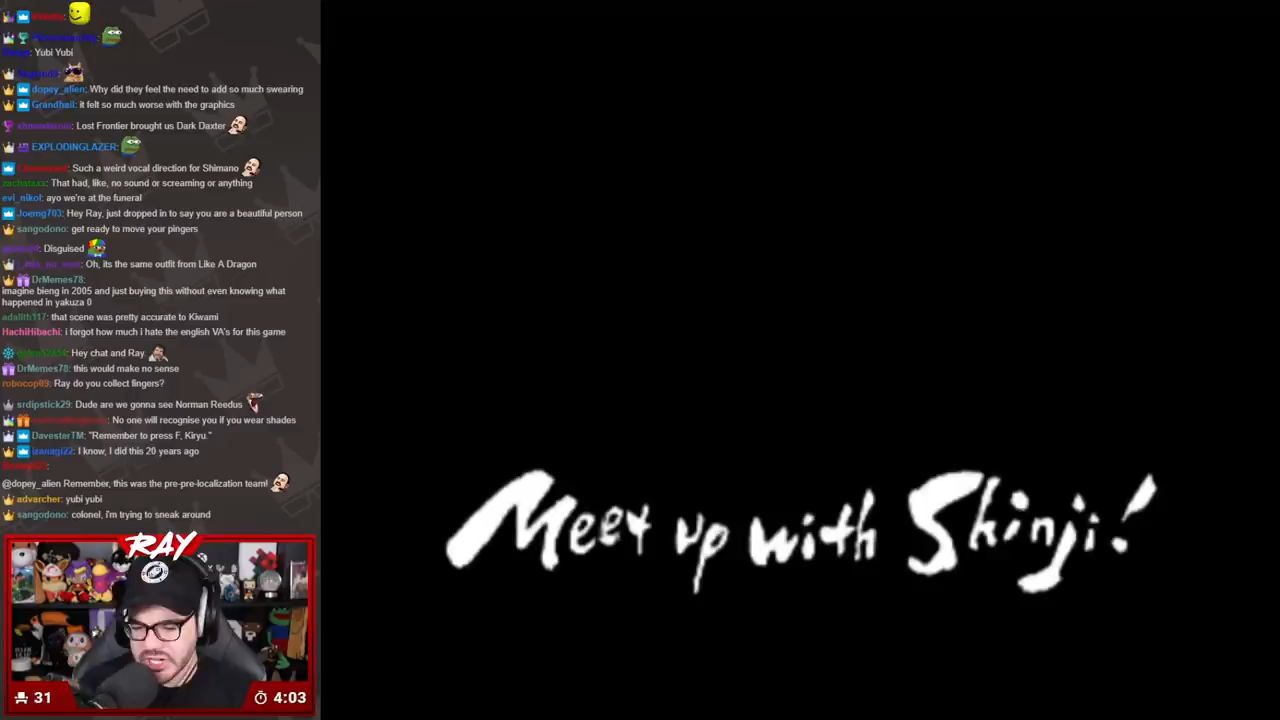 Yubi Yubi
dopey_alien: Why did they feel the need to add so much swearing
Grandhail: it felt so much worse with the graphics
Lost Frontier brought us Dark Daxter
EXPLODINGLAZER:
Such a weird vocal direction for Shimano
That had, like, no sound or screaming or anything
evi_nikof: ayo we're at the funeral
Joemg703: Hey Ray, just dropped in to say you are a beautiful person
sangodono: get ready to move your pingers
Disguised
Oh, its the same outfit from Like A Dragon
DrMemes78:
imagine bieng in 2005 and just buying this without even knowing what
happened in yakuza 0
adalith117: that scene was pretty accurate to Kiwami
HachiHibachi: i forgot how much i hate the english VA's for this game
Hey chat and Ray
DrMemes78: this would make no sense
robocop09: Ray do you collect fingers?
srdipstick29: Dude are we gonna see Norman Reedus
No one will recognise you if you wear shades
DavesterTM: "Remember to press F, Kiryu."
izanagi22: I know, I did this 20 years ago
@dopey_alien Remember, this was the pre-pre-localization team!
advarcher: yubi yubi
sangodono: colonel, i'm trying to sneak around
RAY
31
4:03
Meet up with Shinji!